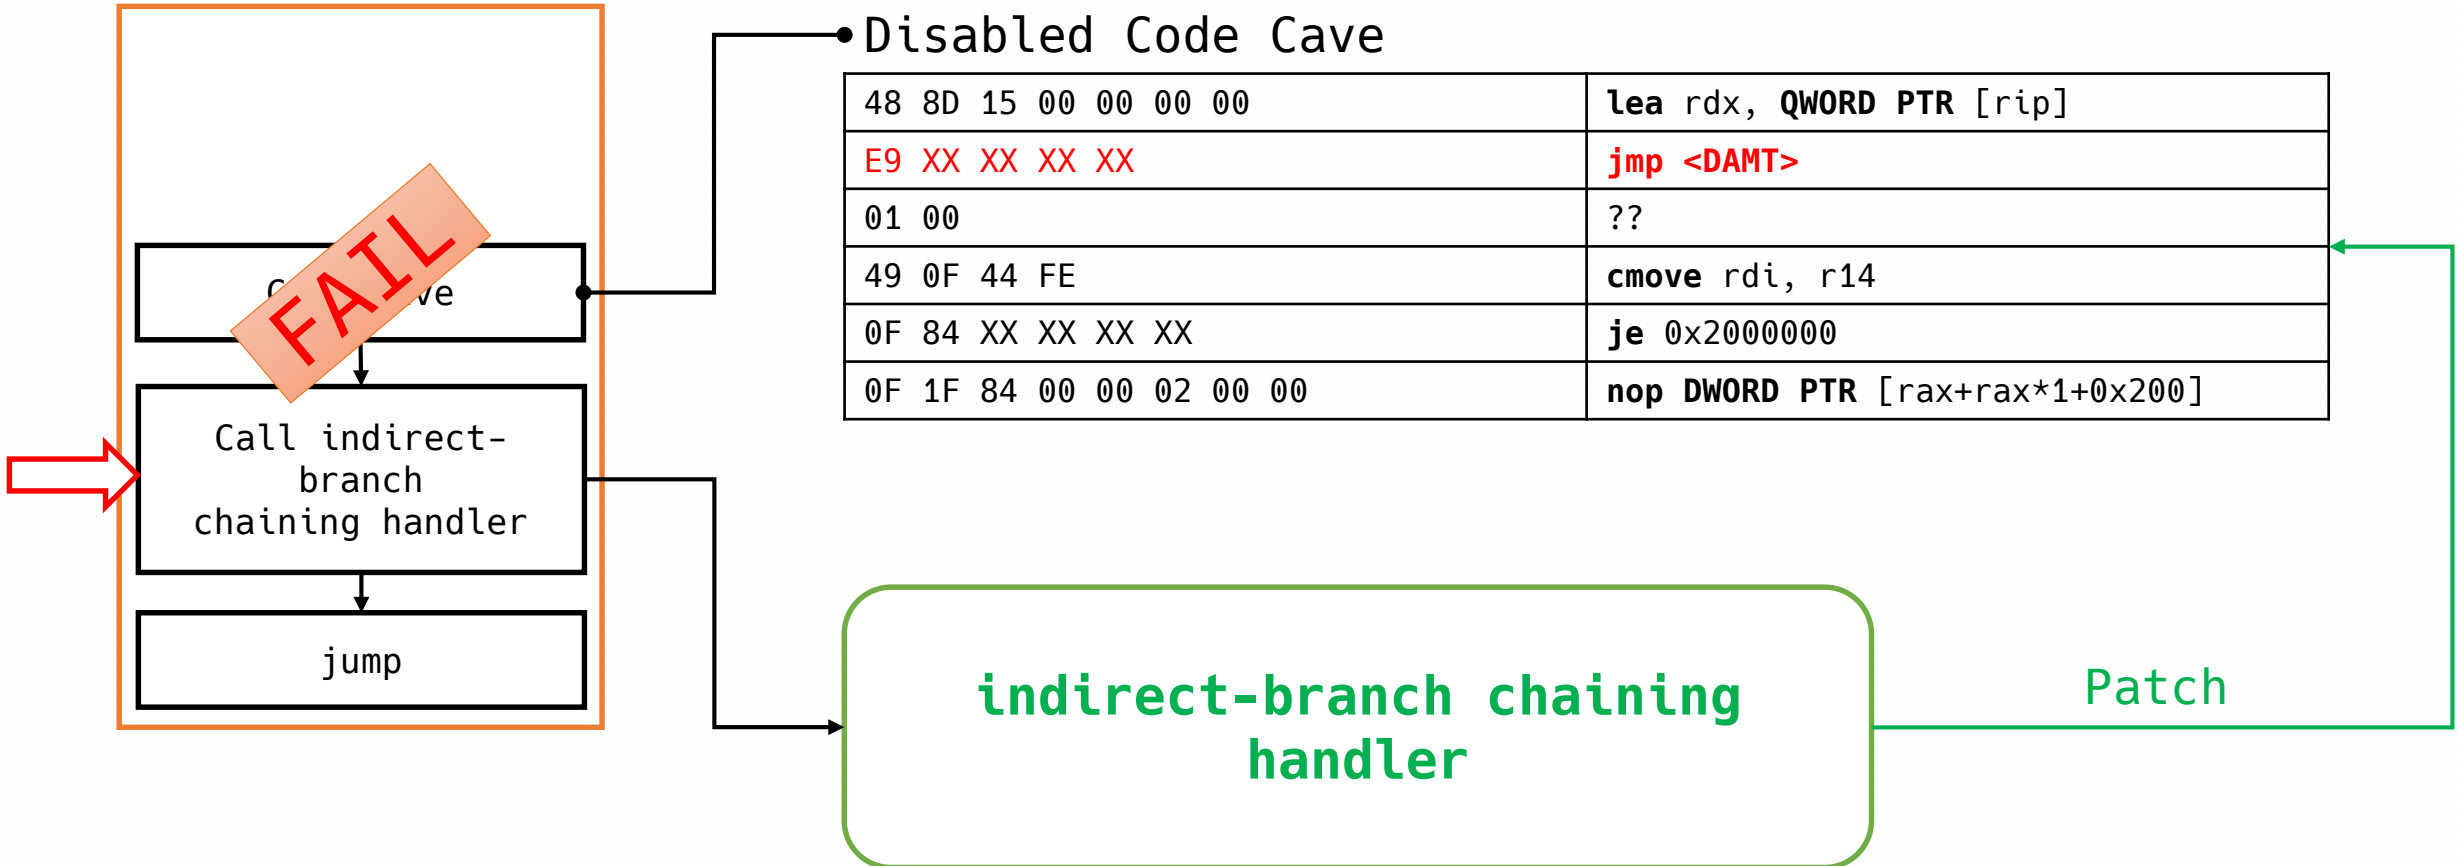 Disabled Code Cave
48 8D 15 00 00 00 00 lea rdx, QWORD PTR [rip]
E9 XX XX XX XX jmp <DAMT>
01 00 ??
49 0F 44 FE cmove rdi, r14
0F 84 XX XX XX XX je 0x2000000
0F 1F 84 00 00 02 00 00 nop DWORD PTR [rax+rax*1+0x200]
FAIL
Call indirect-
branch
chaining handler
jump
indirect-branch chaining
handler
Patch